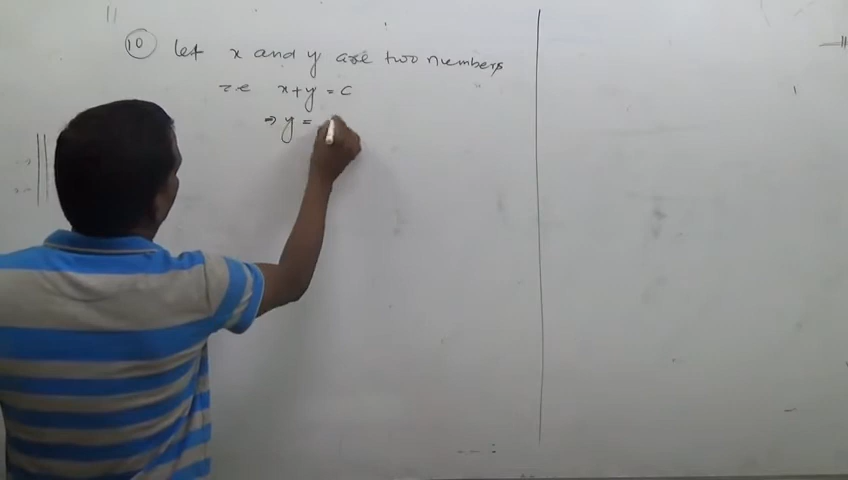 10 Let x and y are two numbers
i.e x+y = c
⇒ y =